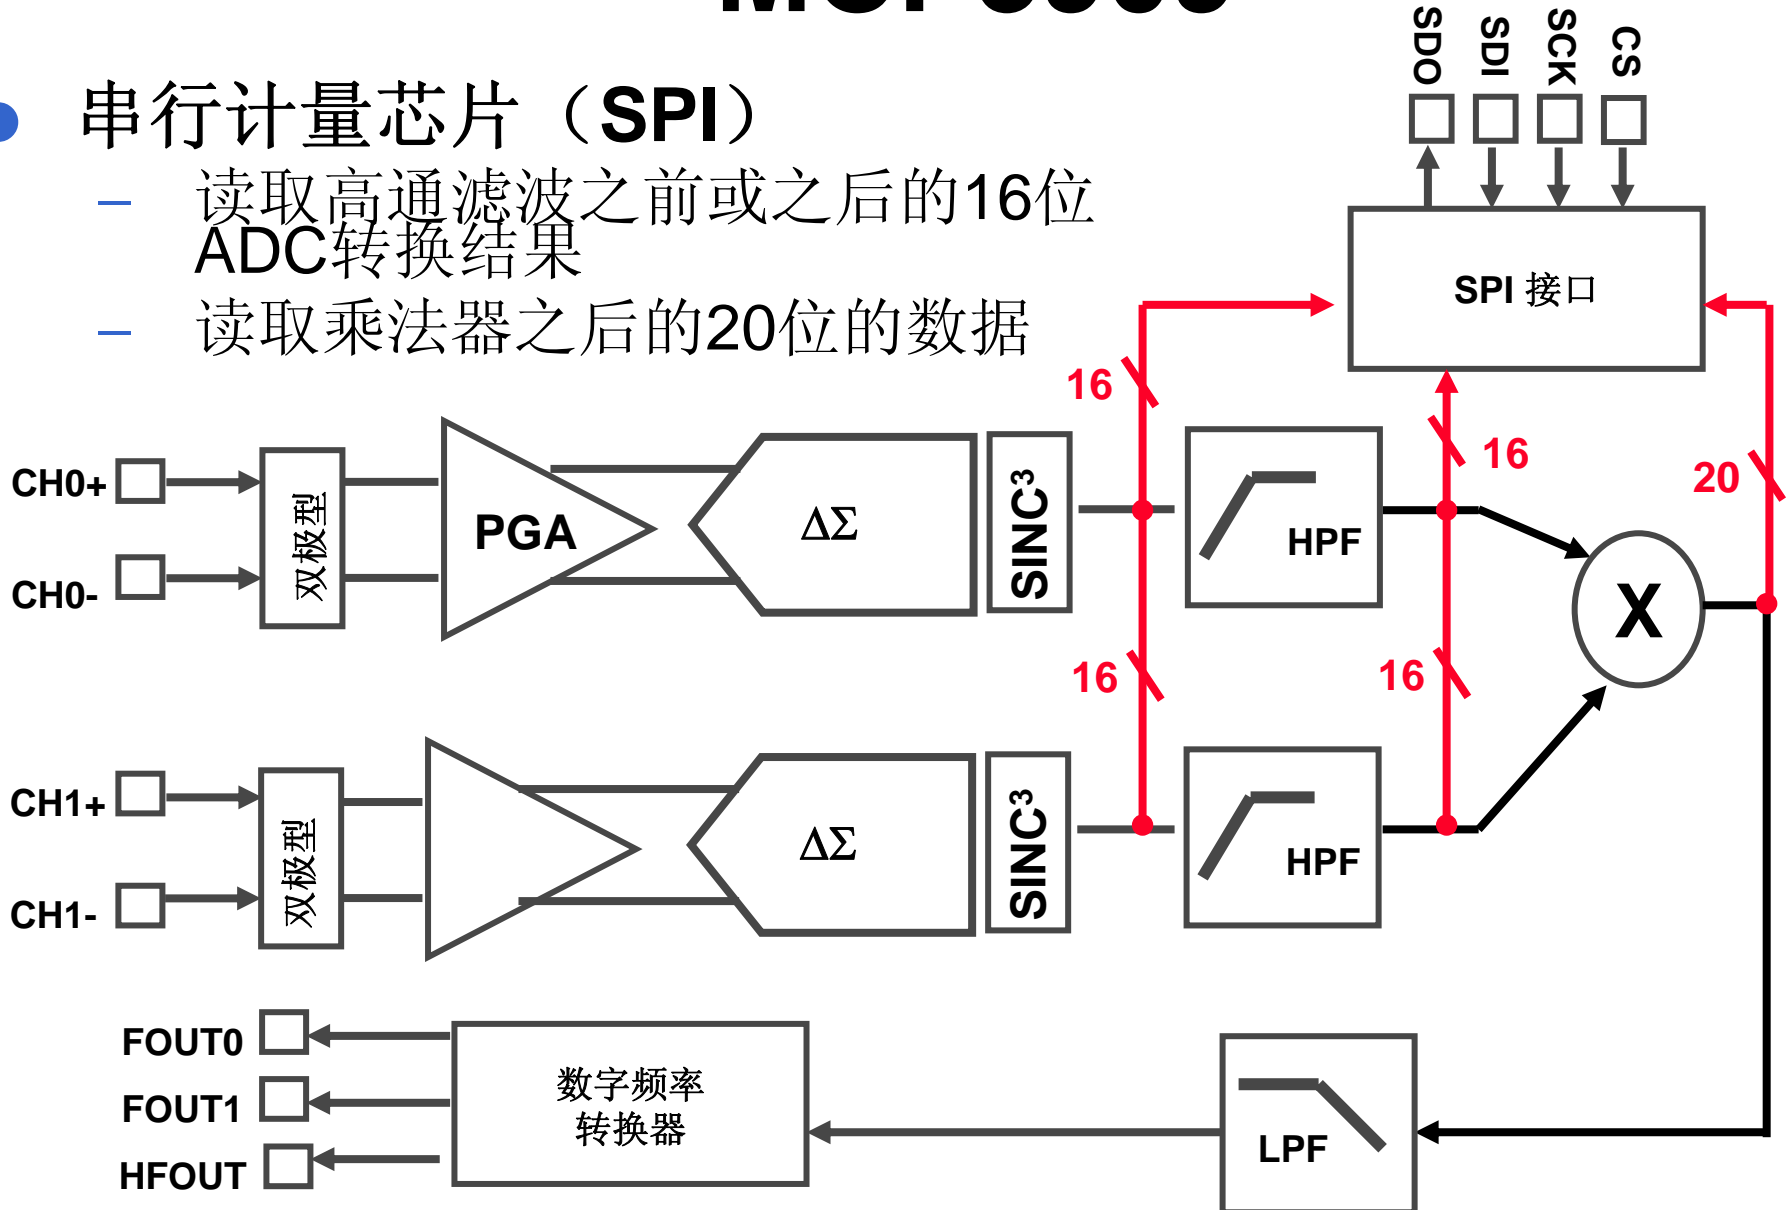 串行计量芯片（SPI）
– 读取高通滤波之前或之后的16位
ADC转换结果
– 读取乘法器之后的20位的数据
SDO
SDI
SCK
CS
SPI 接口
16
16
20
CH0+
CH0-
双极型
PGA
ΔΣ
SINC³
HPF
X
16
16
CH1+
CH1-
双极型
ΔΣ
SINC³
HPF
FOUT0
FOUT1
HFOUT
数字频率
转换器
LPF